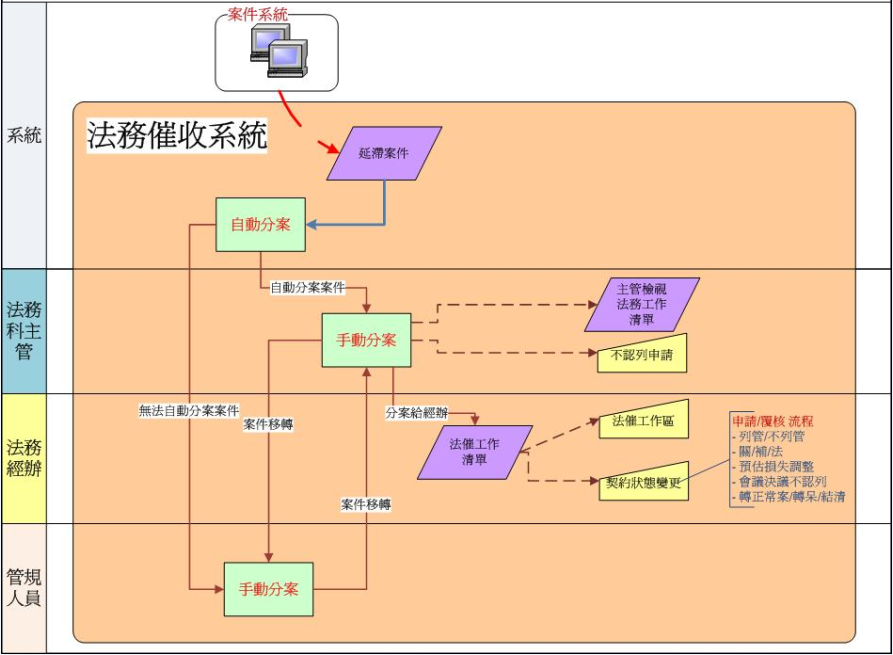 案件系統
系統
法務催收系統
延滯案件
自動分案
法務
科主
管
自動分案案件
主管檢視
法務工作
清單
手動分案
不認列申請
法務
經辦
無法自動分案案件
案件移轉
分案給經辦
法催工作
清單
法催工作區
契約狀態變更
申請/覆核 流程
- 列管/不列管
- 關/補/法
- 預估損失調整
- 會議決議不認列
- 轉正常案/轉呆/結清
案件移轉
管規
人員
手動分案